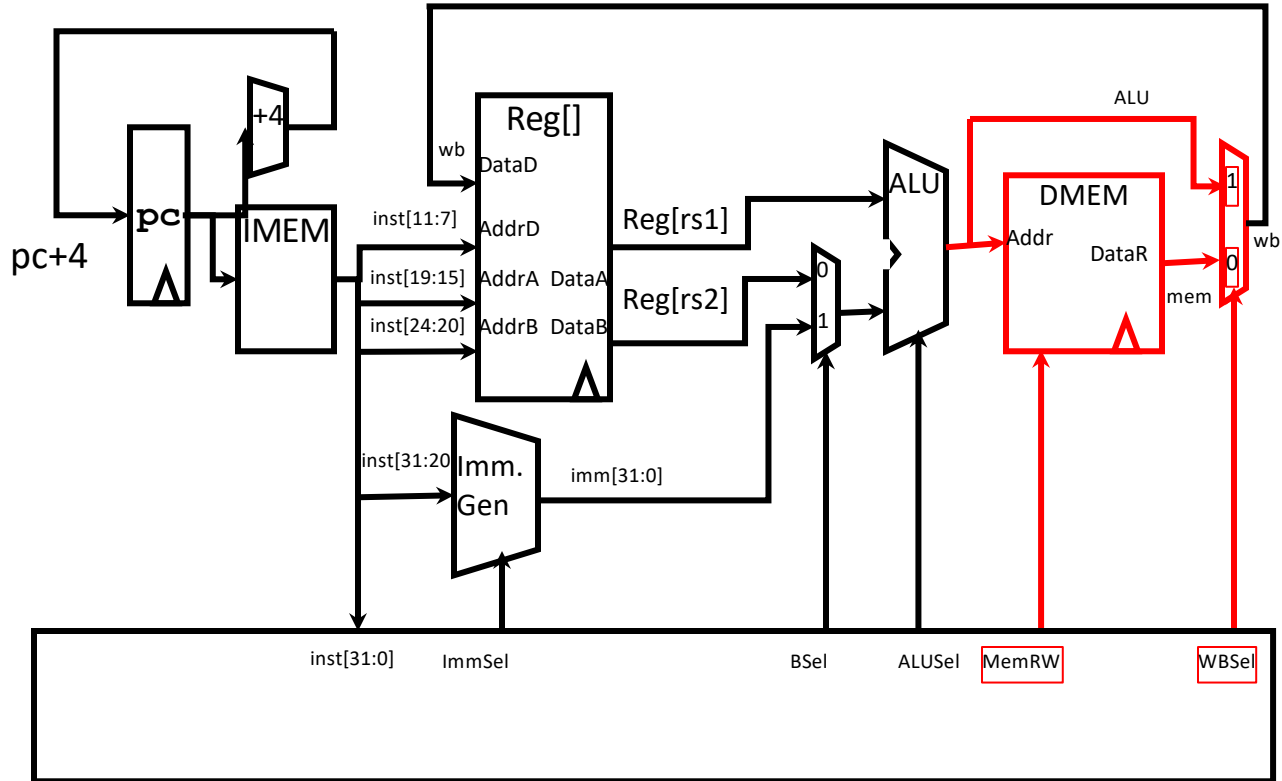 ALU
+4
Reg[]
wb
DataD
ALU
1
DMEM
pc
inst[11:7]
AddrD
Reg[rs1]
IMEM
Addr
wb
pc+4
DataR
0
inst[19:15]
AddrA
DataA
0
mem
Reg[rs2]
inst[24:20]
AddrB
DataB
1
inst[31:20]
Imm.
Gen
imm[31:0]
inst[31:0]
ImmSel
BSel
ALUSel
MemRW
WBSel